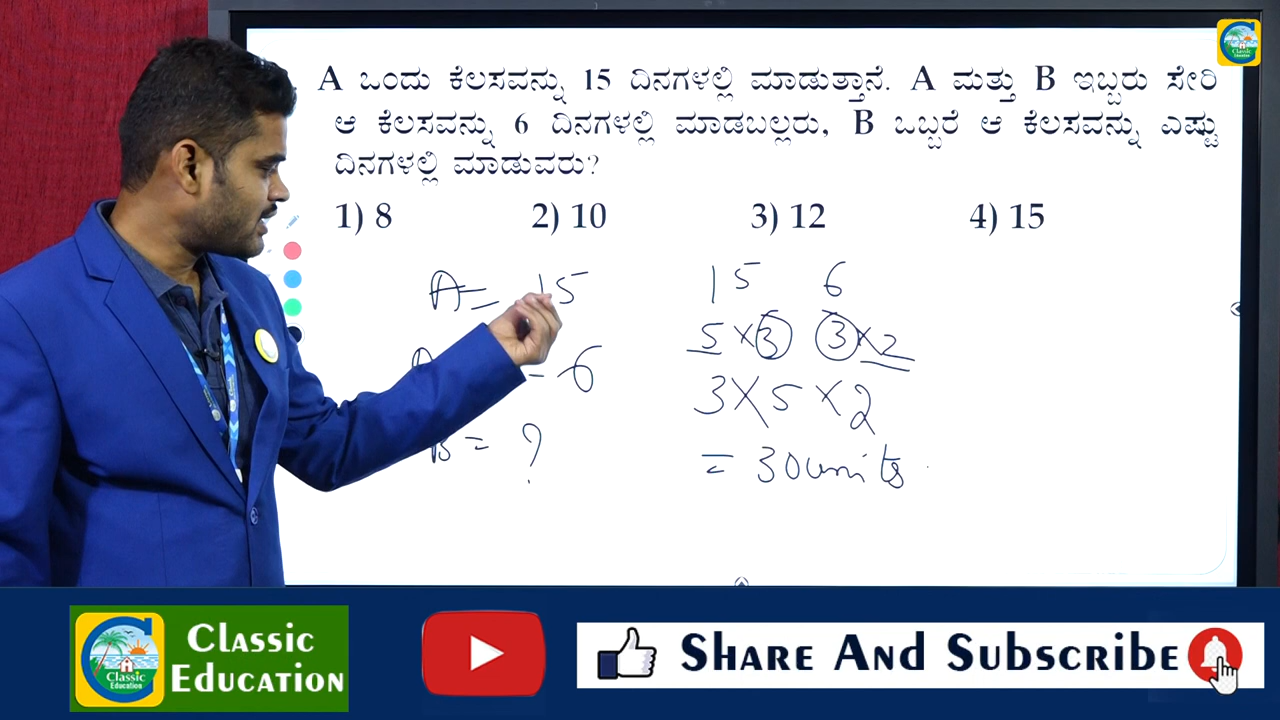 A ಒಂದು ಕೆಲಸವನ್ನು 15 ದಿನಗಳಲ್ಲಿ ಮಾಡುತ್ತಾನೆ. A ಮತ್ತು B ಇಬ್ಬರು ಸೇರಿ
ಆ ಕೆಲಸವನ್ನು 6 ದಿನಗಳಲ್ಲಿ ಮಾಡಬಲ್ಲರು, B ಒಬ್ಬರೆ ಆ ಕೆಲಸವನ್ನು ಎಷ್ಟು
ದಿನಗಳಲ್ಲಿ ಮಾಡುವರು?
1) 8 2) 10 3) 12 4) 15
A = 15
- 6
B = ?
15 6
5 × 3 3 × 2
3 × 5 × 2
= 30 units
Classic
Education
Classic
Education
Share And Subscribe